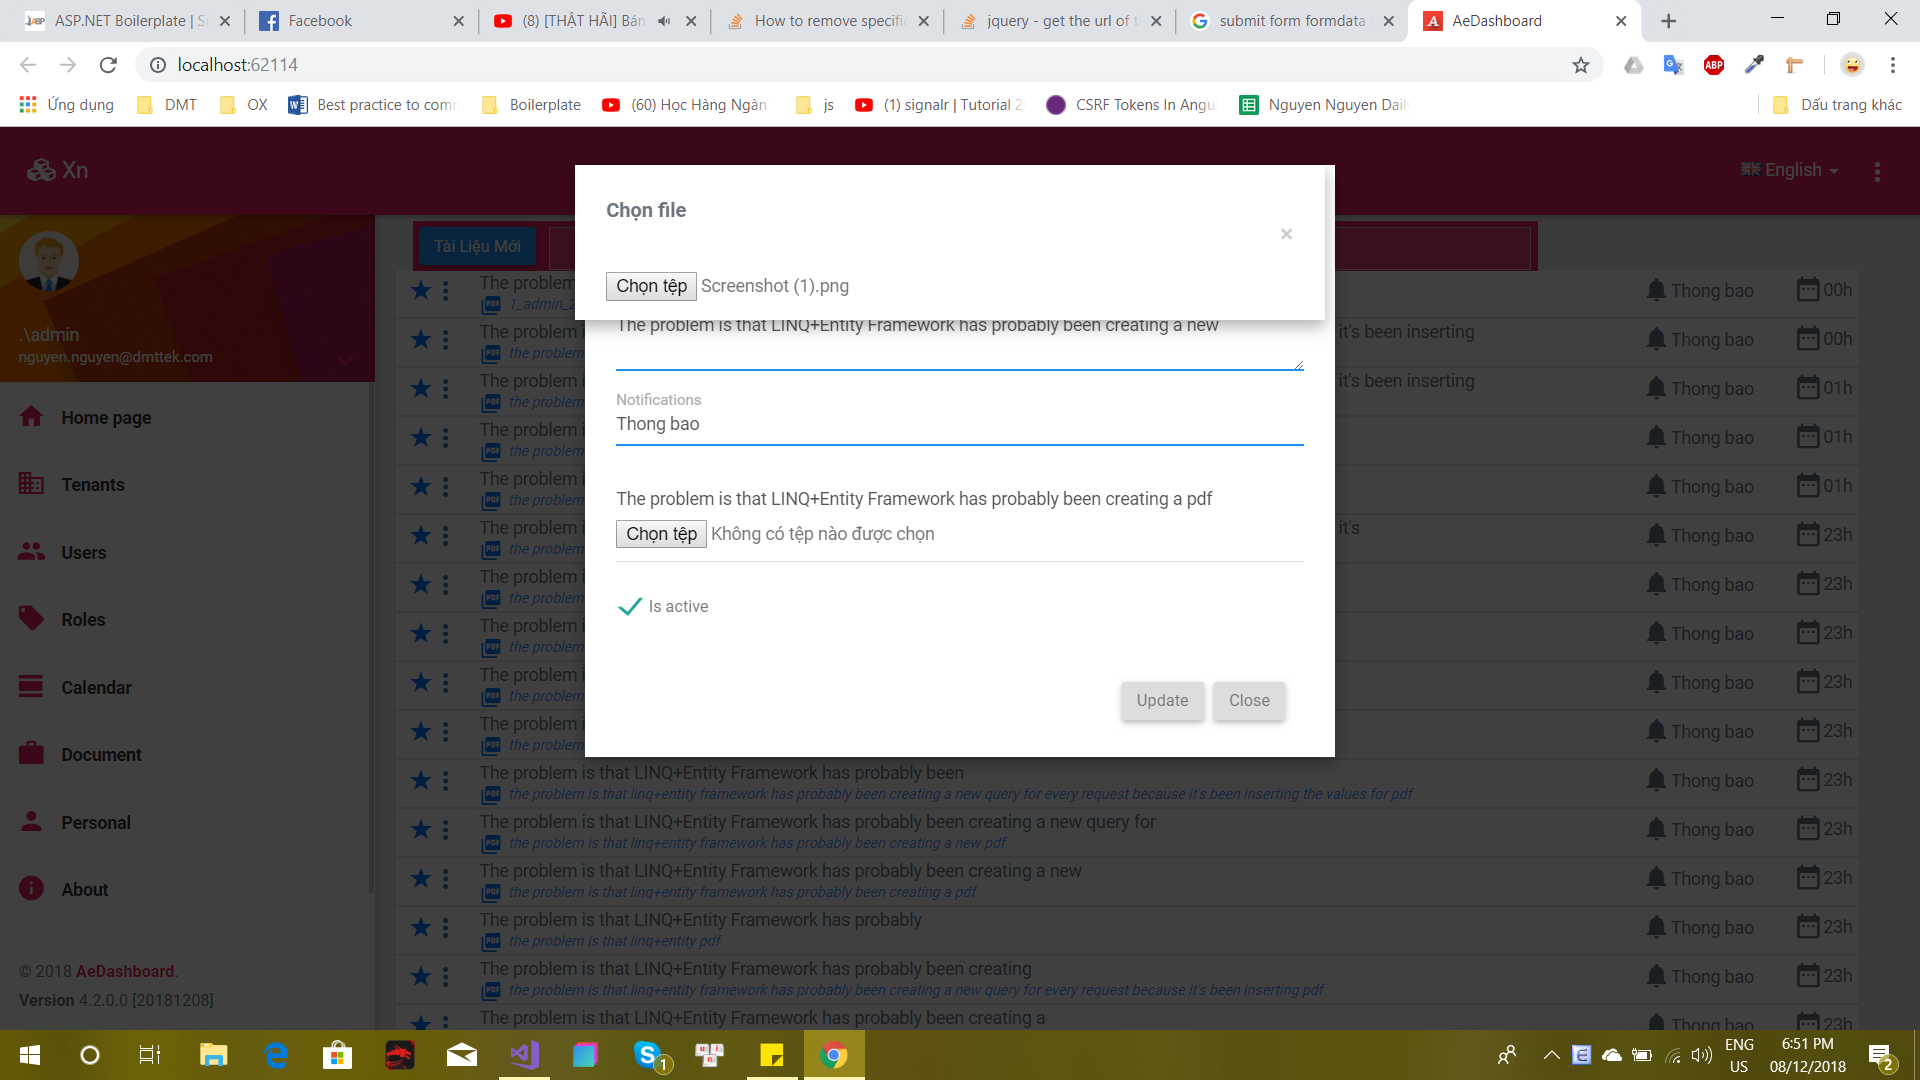 ASP.NET Boilerplate | Si
Facebook
(8) [THẬT HÃI] Bán
How to remove specific
jquery - get the url of t
submit form formdata
AeDashboard
localhost:62114
ABP
Ứng dụng
DMT
OX
Best practice to comm
Boilerplate
(60) Học Hàng Ngàn
js
(1) signalr | Tutorial 2
CSRF Tokens In Angu
Nguyen Nguyen Daily
Dấu trang khác
Xn
English
Chọn file
×
Chọn tệp Screenshot (1).png
Tài Liệu Mới
.\admin
nguyen.nguyen@dmttek.com
Home page
Tenants
Users
Roles
Calendar
Document
Personal
About
© 2018 AeDashboard.
Version 4.2.0.0 [20181208]
The problem is that LINQ+Entity Framework has probably been creating a new
Notifications
Thong bao
The problem is that LINQ+Entity Framework has probably been creating a pdf
Chọn tệp Không có tệp nào được chọn
Is active
Update Close
The problem Thong bao 00h
1_admin_2
The problem i it's been inserting Thong bao 00h
the problem
The problem i it's been inserting Thong bao 01h
the problem
The problem i Thong bao 01h
the problem
The problem i Thong bao 01h
the problem
The problem i it's Thong bao 23h
the problem
The problem i Thong bao 23h
the problem
The problem i Thong bao 23h
the problem
The problem i Thong bao 23h
the problem
The problem i Thong bao 23h
the problem
The problem is that LINQ+Entity Framework has probably been Thong bao 23h
the problem is that linq+entity framework has probably been creating a new query for every request because it's been inserting the values for pdf
The problem is that LINQ+Entity Framework has probably been creating a new query for Thong bao 23h
the problem is that linq+entity framework has probably been creating a new pdf
The problem is that LINQ+Entity Framework has probably been creating a new Thong bao 23h
the problem is that linq+entity framework has probably been creating a pdf
The problem is that LINQ+Entity Framework has probably Thong bao 23h
the problem is that linq+entity pdf
The problem is that LINQ+Entity Framework has probably been creating Thong bao 23h
the problem is that linq+entity framework has probably been creating a new query for every request because it's been inserting pdf
The problem is that LINQ+Entity Framework has probably been creating a Thong bao 23h
1
ENG
US
6:51 PM
08/12/2018
2